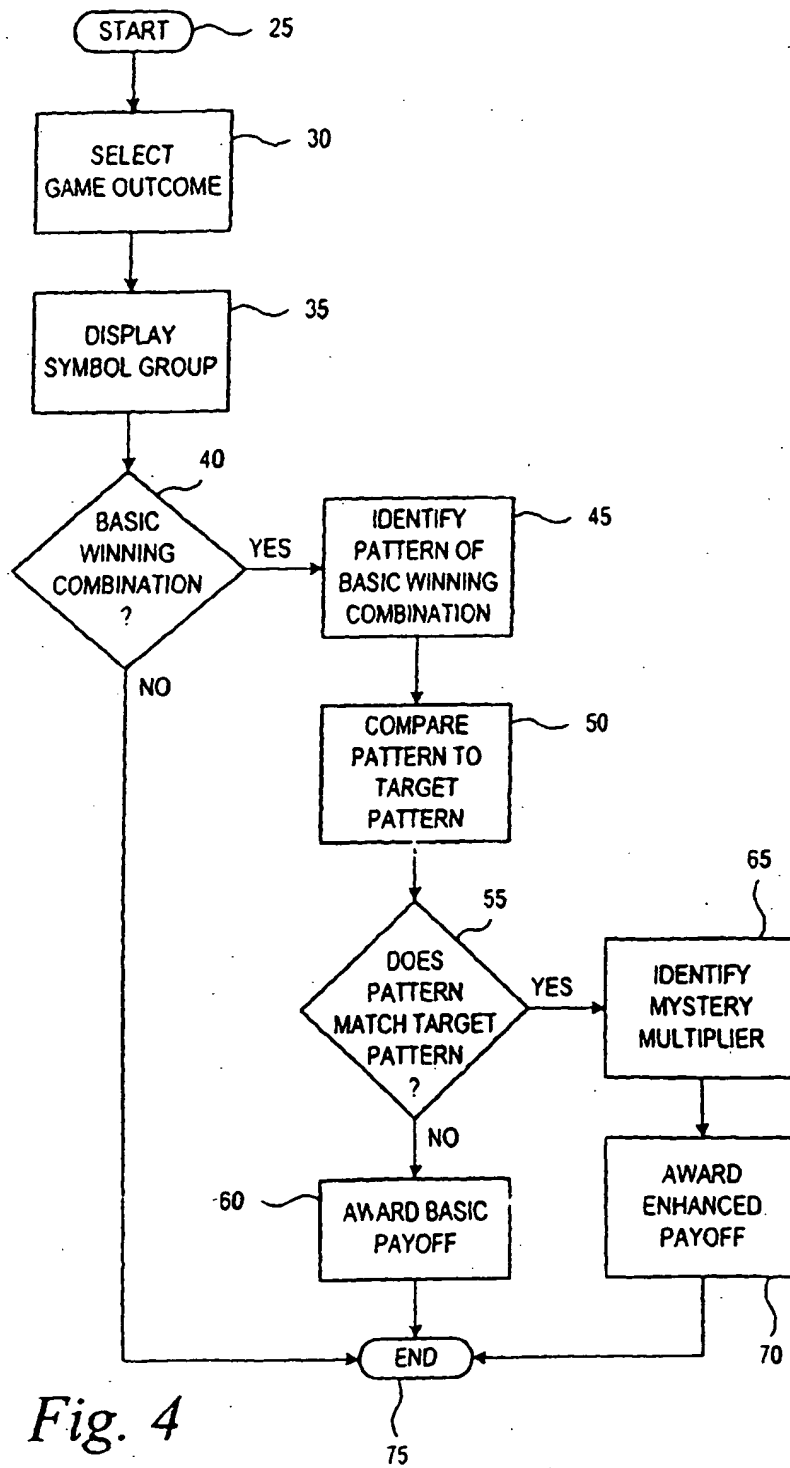 START
25
SELECT
GAME OUTCOME
30
DISPLAY
SYMBOL GROUP
35
BASIC
WINNING
COMBINATION
?
40
YES
NO
IDENTIFY
PATTERN OF
BASIC WINNING
COMBINATION
45
COMPARE
PATTERN TO
TARGET
PATTERN
50
DOES
PATTERN
MATCH TARGET
PATTERN
?
55
YES
NO
IDENTIFY
MYSTERY
MULTIPLIER
65
AWARD BASIC
PAYOFF
60
AWARD
ENHANCED
PAYOFF
70
END
75
Fig. 4